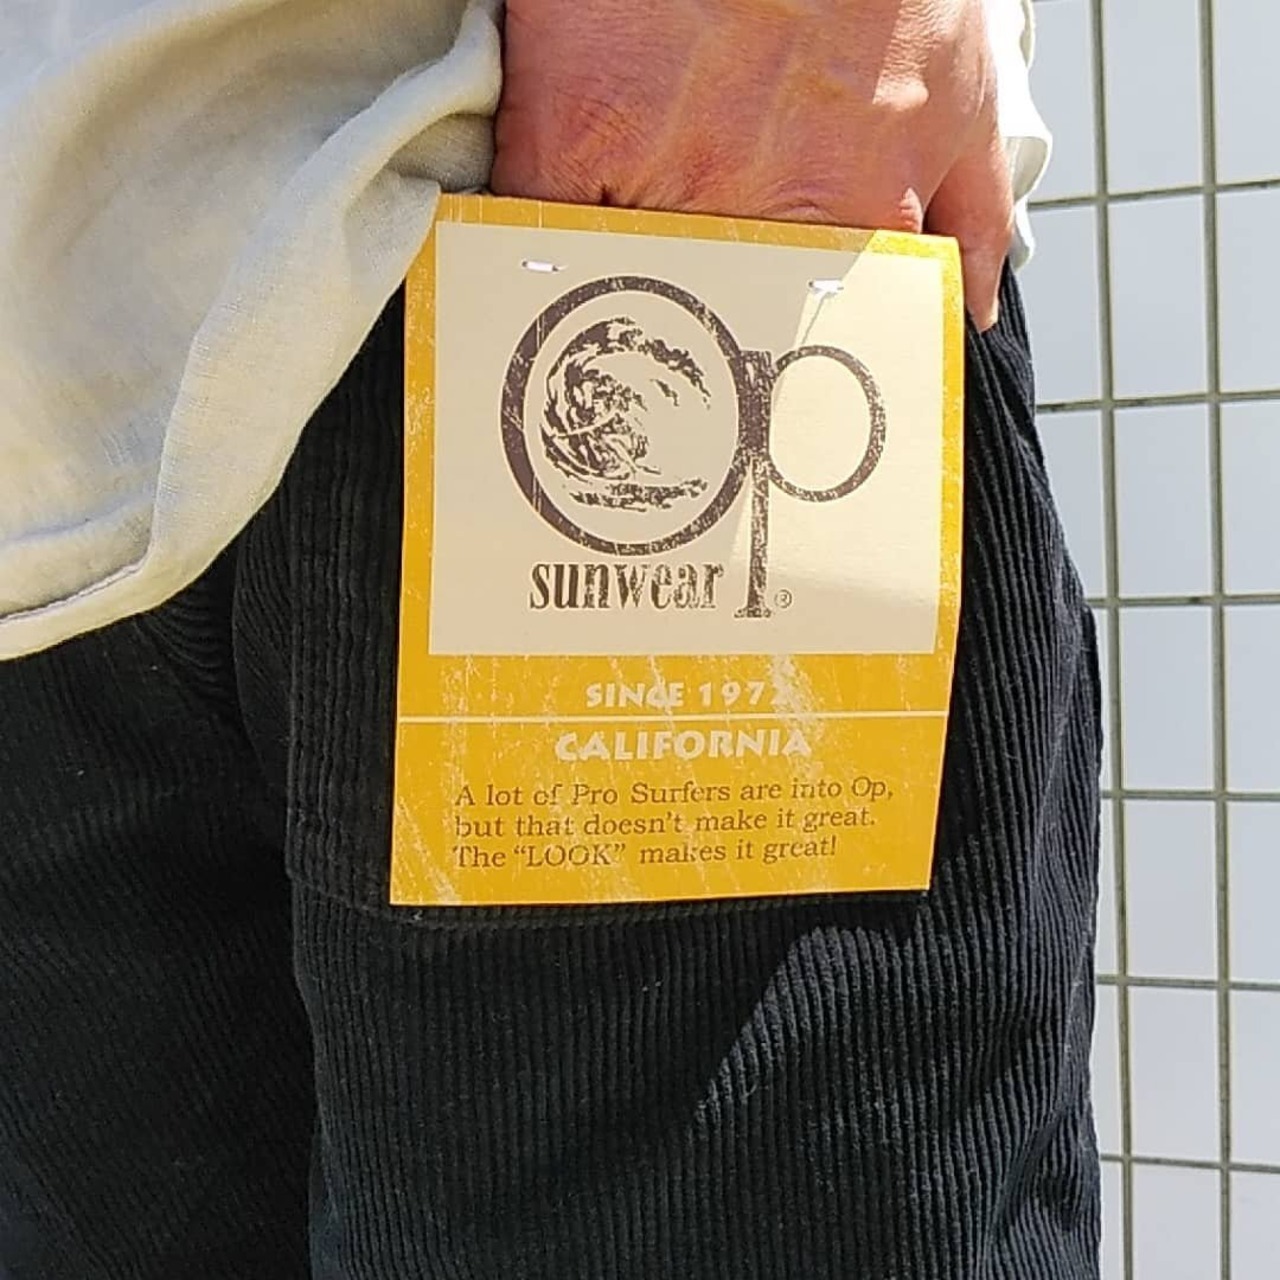 Op
sunwear ®
SINCE 1972
CALIFORNIA
A lot of Pro Surfers are into Op,
but that doesn't make it great.
The "LOOK" makes it great!